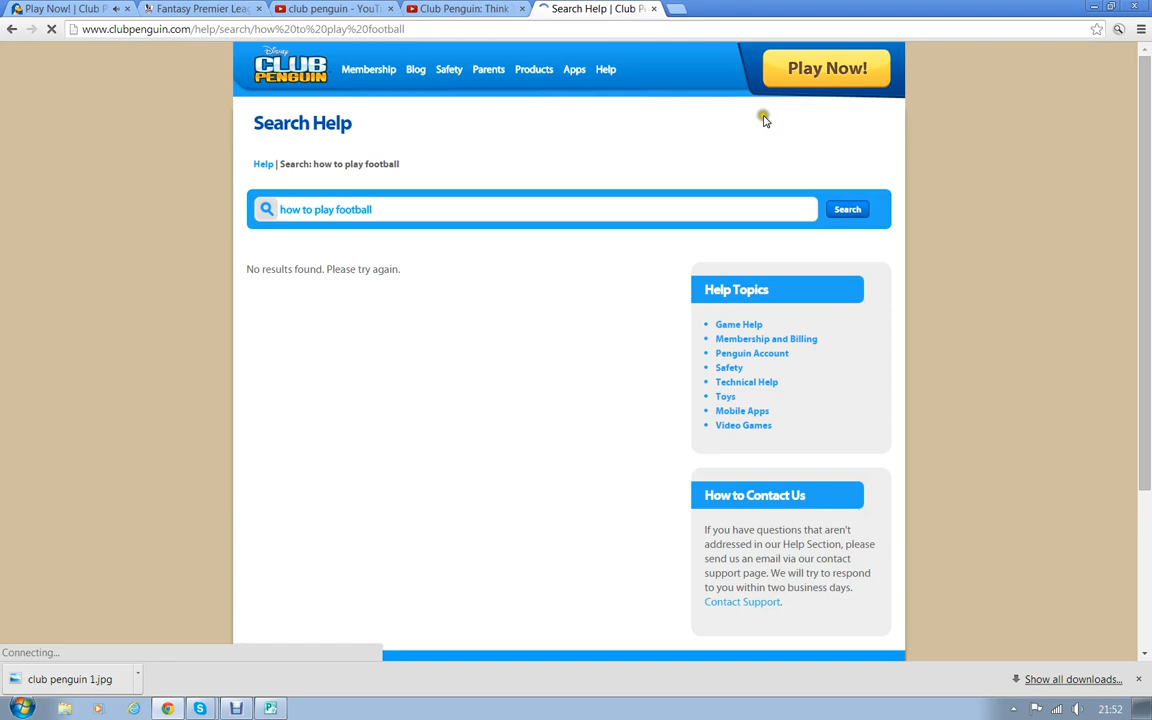 Play Now! | Club P
Fantasy Premier Leag
club penguin - YouTu
Club Penguin: Think
Search Help | Club P
www.clubpenguin.com/help/search/how%20to%20play%20football
Disney
CLUB PENGUIN
Membership Blog Safety Parents Products Apps Help
Play Now!
Search Help
Help | Search: how to play football
how to play football
Search
No results found. Please try again.
Help Topics
Game Help
Membership and Billing
Penguin Account
Safety
Technical Help
Toys
Mobile Apps
Video Games
How to Contact Us
If you have questions that aren't
addressed in our Help Section, please
send us an email via our contact
support page. We will try to respond
to you within two business days.
Contact Support.
Connecting...
club penguin 1.jpg
Show all downloads...
21:52